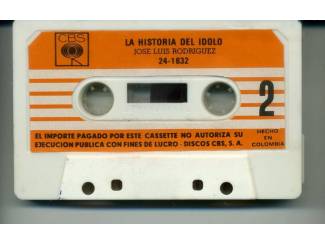 CBS
LA HISTORIA DEL IDOLO
JOSE LUIS RODRIGUEZ
24-1632
2
EL IMPORTE PAGADO POR ESTE CASSETTE NO AUTORIZA SU
EJECUCION PUBLICA CON FINES DE LUCRO - DISCOS CBS, S. A.
HECHO
EN
COLOMBIA